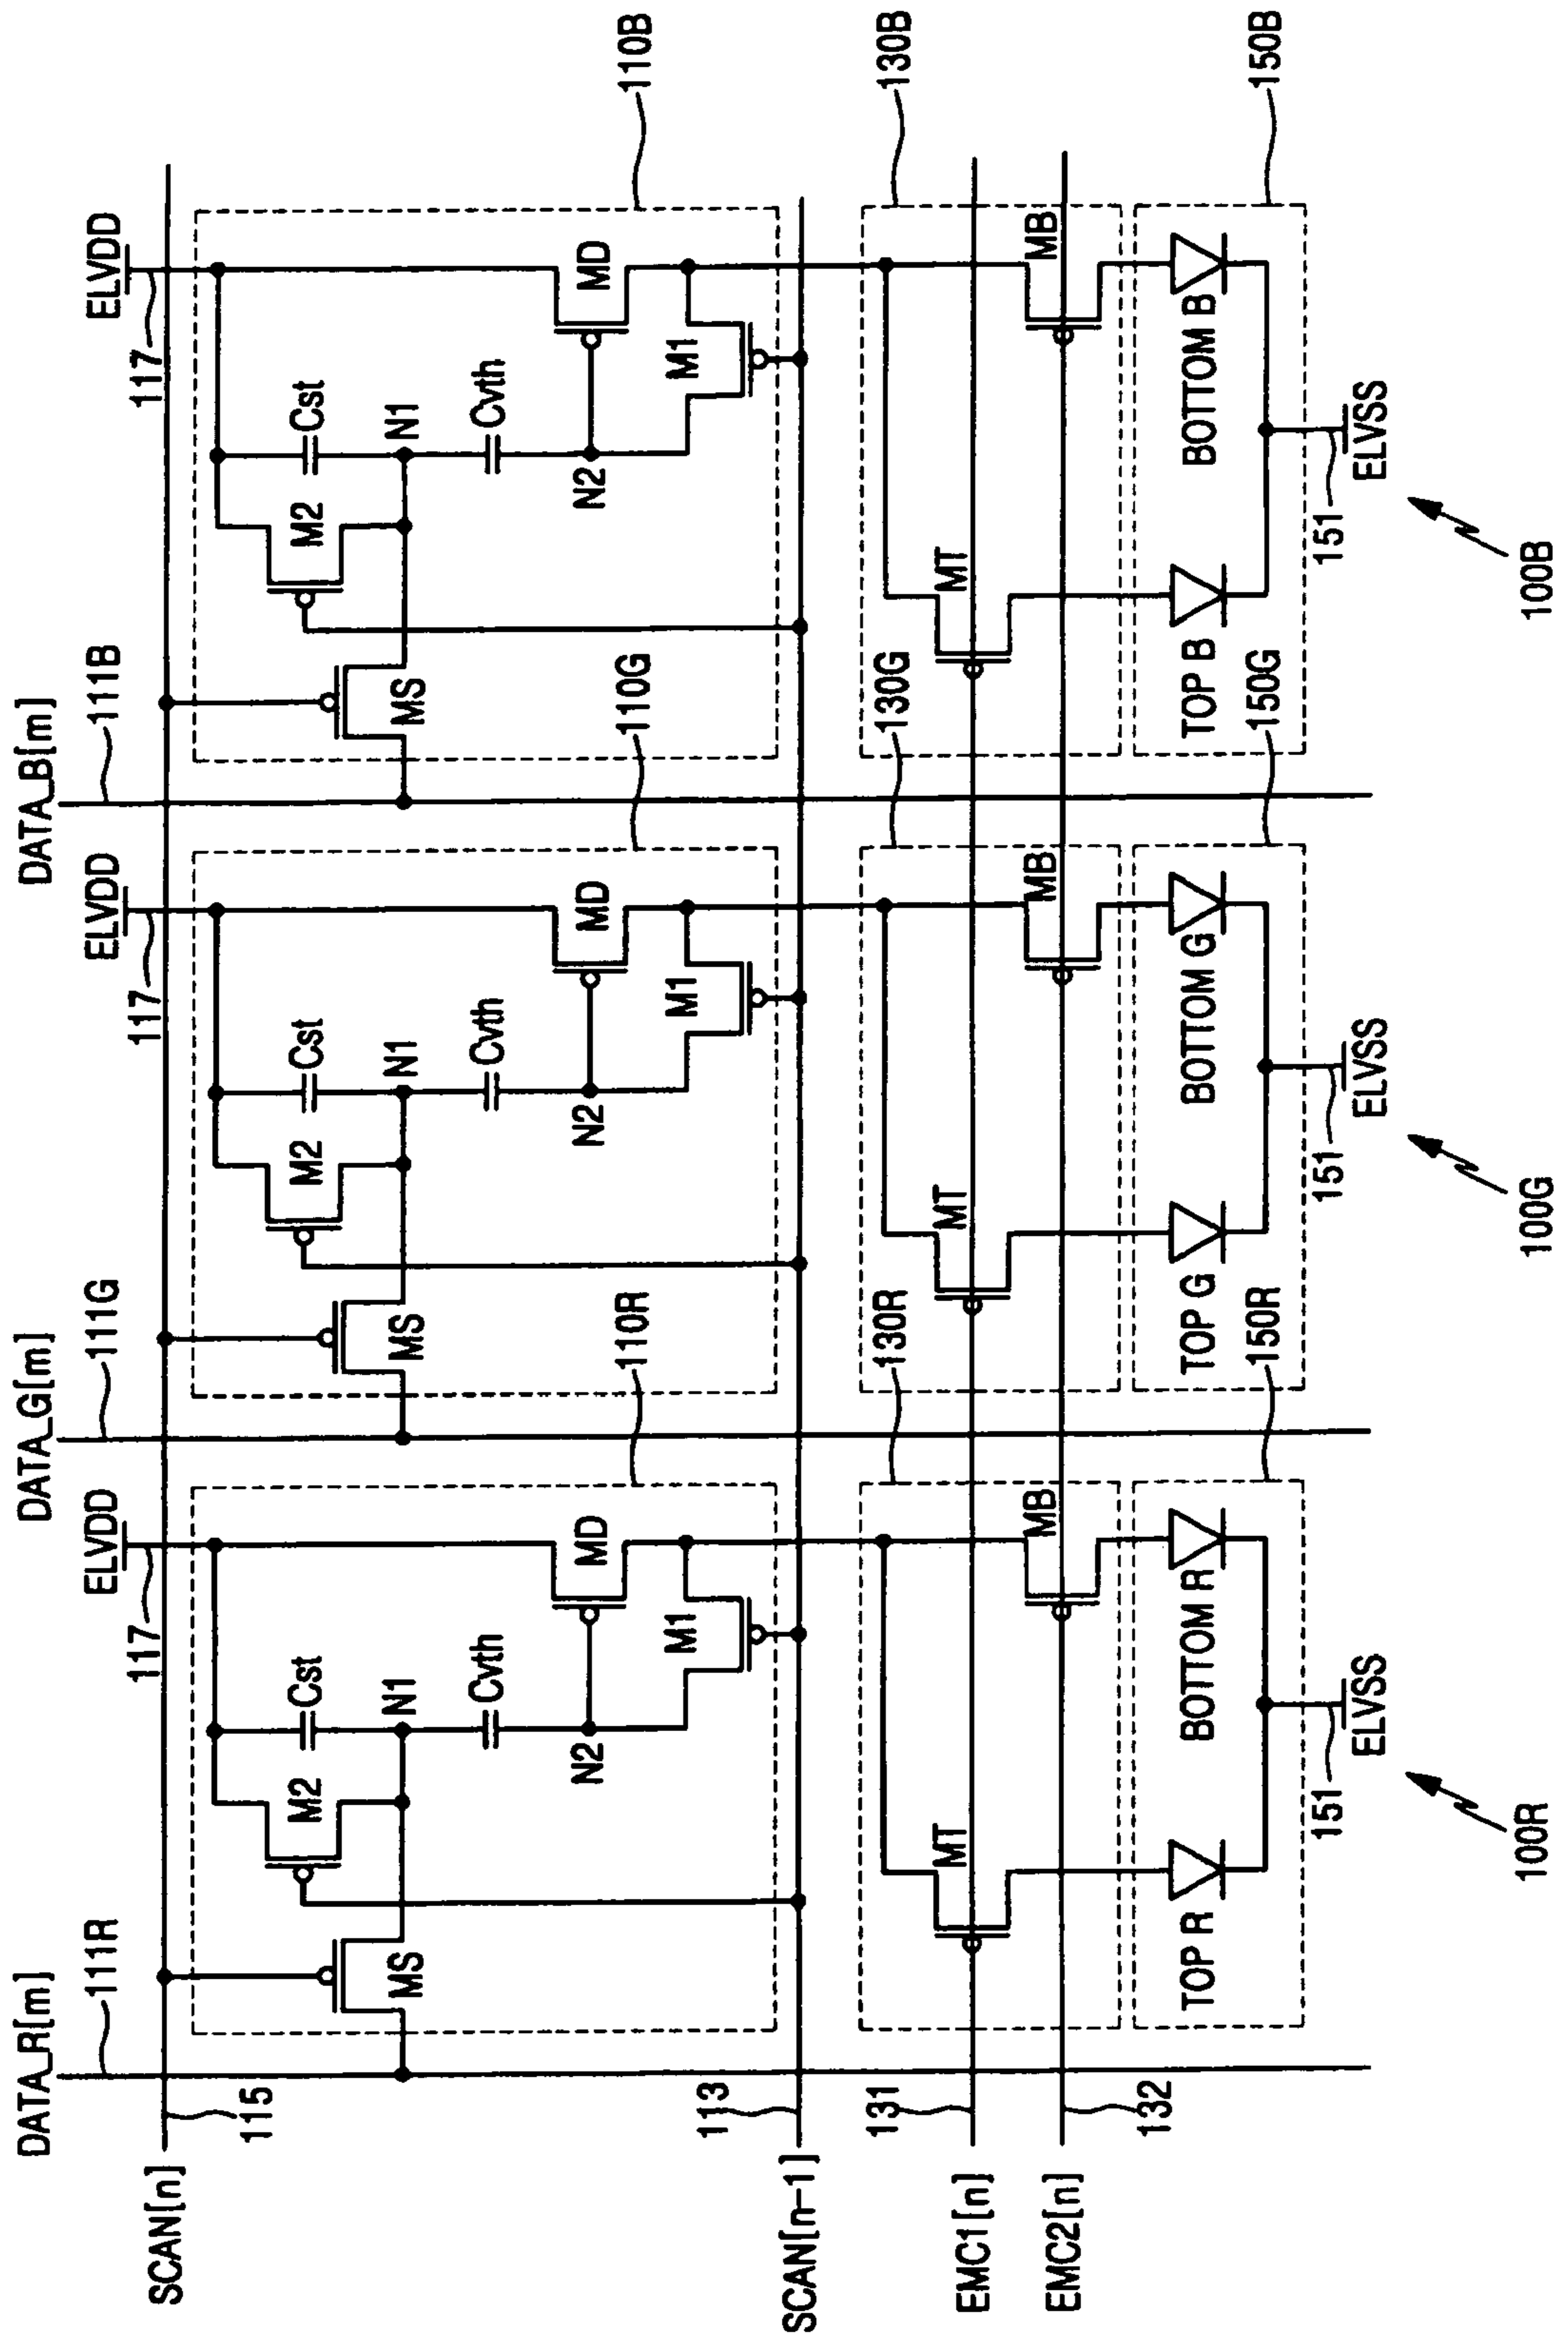 DATA_R[m]
111R
DATA_G[m]
111G
DATA_B[m]
111B
ELVDD
117
ELVDD
117
ELVDD
117
SCAN[n]
115
MS
M2
Cst
N1
Cvth
N2
MD
M1
110R
MS
M2
Cst
N1
Cvth
N2
MD
M1
110G
MS
M2
Cst
N1
Cvth
N2
MD
M1
110B
SCAN[n-1]
113
EMC1[n]
131
EMC2[n]
132
MT
MB
130R
MT
MB
130G
MT
MB
130B
TOP R
BOTTOM R
150R
TOP G
BOTTOM G
150G
TOP B
BOTTOM B
150B
151
ELVSS
151
ELVSS
151
ELVSS
100R
100G
100B